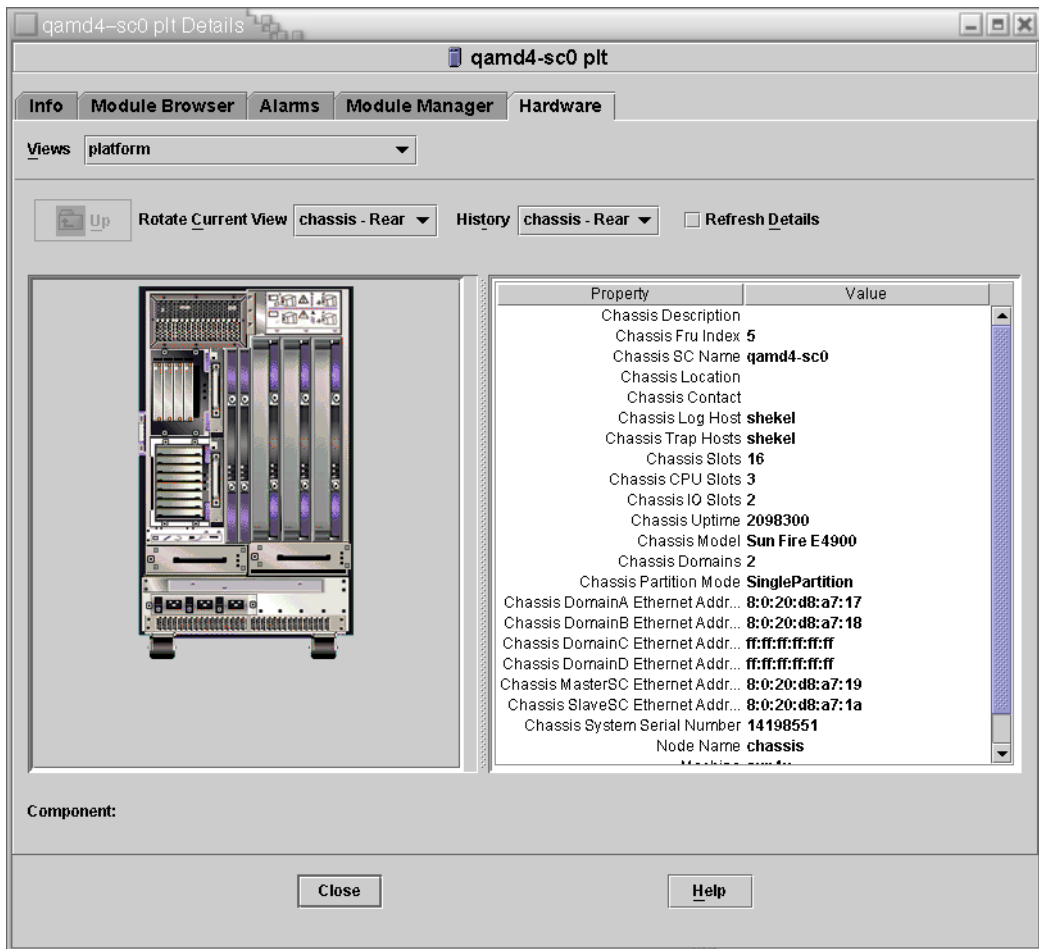 qamd4–sc0 plt Details
qamd4-sc0 plt
Info Module Browser Alarms Module Manager Hardware
Views platform
Up Rotate Current View chassis - Rear History chassis - Rear Refresh Details
Property Value
Chassis Description
Chassis Fru Index 5
Chassis SC Name qamd4-sc0
Chassis Location
Chassis Contact
Chassis Log Host shekel
Chassis Trap Hosts shekel
Chassis Slots 16
Chassis CPU Slots 3
Chassis IO Slots 2
Chassis Uptime 2098300
Chassis Model Sun Fire E4900
Chassis Domains 2
Chassis Partition Mode SinglePartition
Chassis DomainA Ethernet Addr... 8:0:20:d8:a7:17
Chassis DomainB Ethernet Addr... 8:0:20:d8:a7:18
Chassis DomainC Ethernet Addr... ff:ff:ff:ff:ff:ff
Chassis DomainD Ethernet Addr... ff:ff:ff:ff:ff:ff
Chassis MasterSC Ethernet Addr... 8:0:20:d8:a7:19
Chassis SlaveSC Ethernet Addr... 8:0:20:d8:a7:1a
Chassis System Serial Number 14198551
Node Name chassis
Component:
Close Help